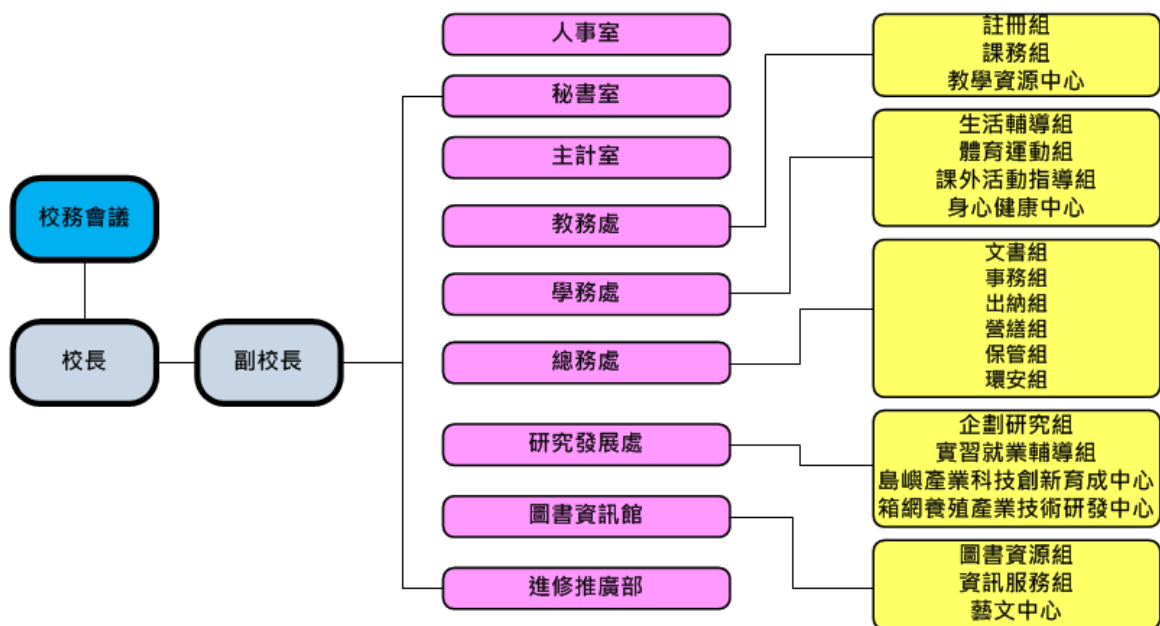 校務會議
校長
副校長
人事室
秘書室
主計室
教務處
學務處
總務處
研究發展處
圖書資訊館
進修推廣部
註冊組
課務組
教學資源中心
生活輔導組
體育運動組
課外活動指導組
身心健康中心
文書組
事務組
出納組
營繕組
保管組
環安組
企劃研究組
實習就業輔導組
島嶼產業科技創新育成中心
箱網養殖產業技術研發中心
圖書資源組
資訊服務組
藝文中心